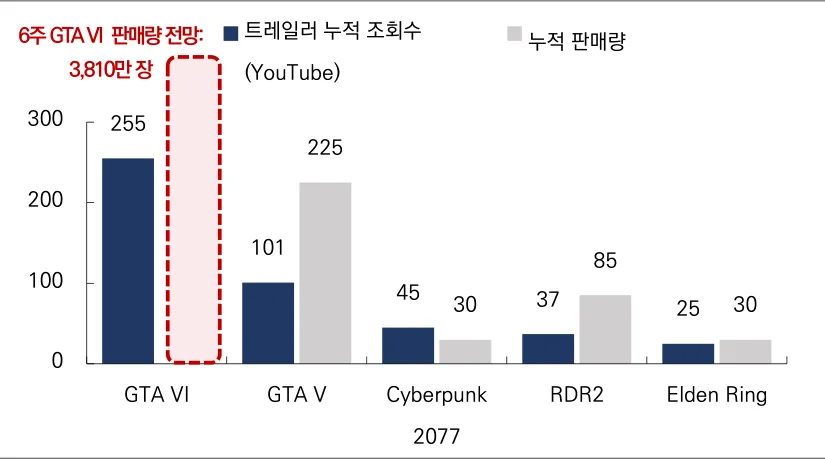 6주 GTA VI 판매량 전망:
3,810만 장
트레일러 누적 조회수
(YouTube)
누적 판매량
300
200
100
0
255
101
225
45
30
37
85
25
30
GTA VI
GTA V
Cyberpunk
2077
RDR2
Elden Ring